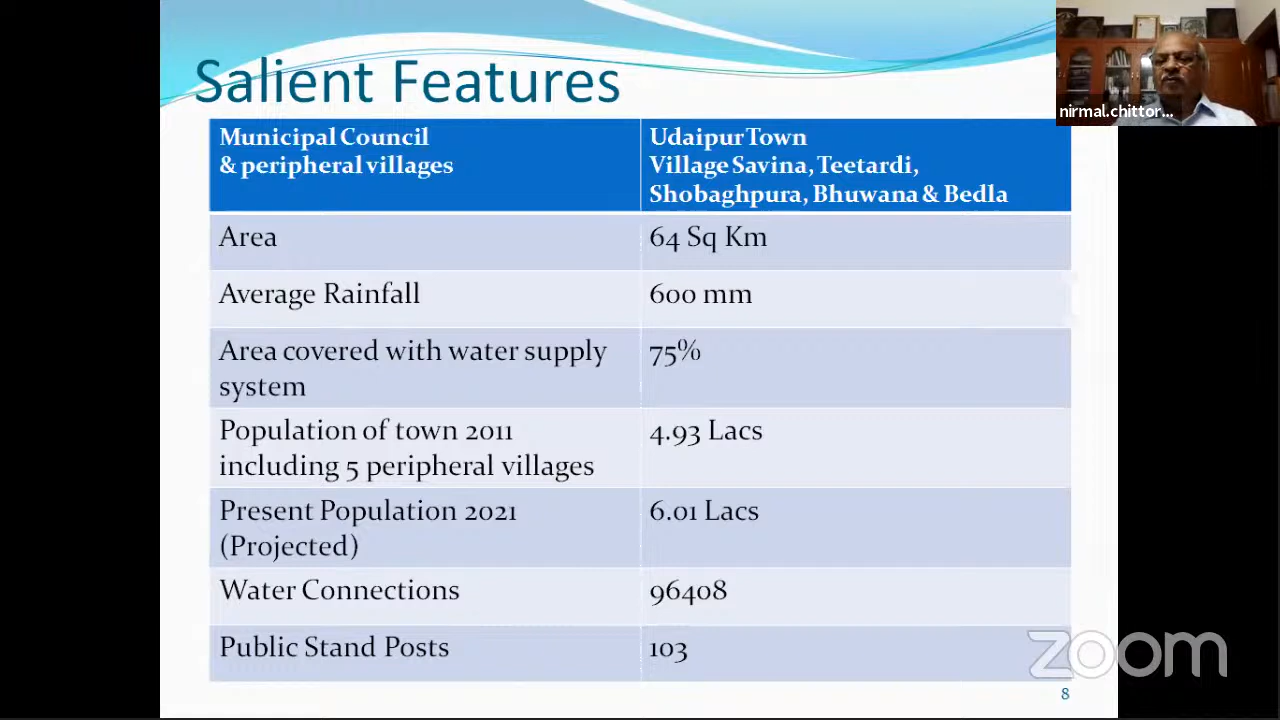 Salient Features
nirmal.chittor...
Municipal Council
& peripheral villages
Udaipur Town
Village Savina, Teetardi,
Shobaghpura, Bhuwana & Bedla
Area
64 Sq Km
Average Rainfall
600 mm
Area covered with water supply
system
75%
Population of town 2011
including 5 peripheral villages
4.93 Lacs
Present Population 2021
(Projected)
6.01 Lacs
Water Connections
96408
Public Stand Posts
103
zoom
8